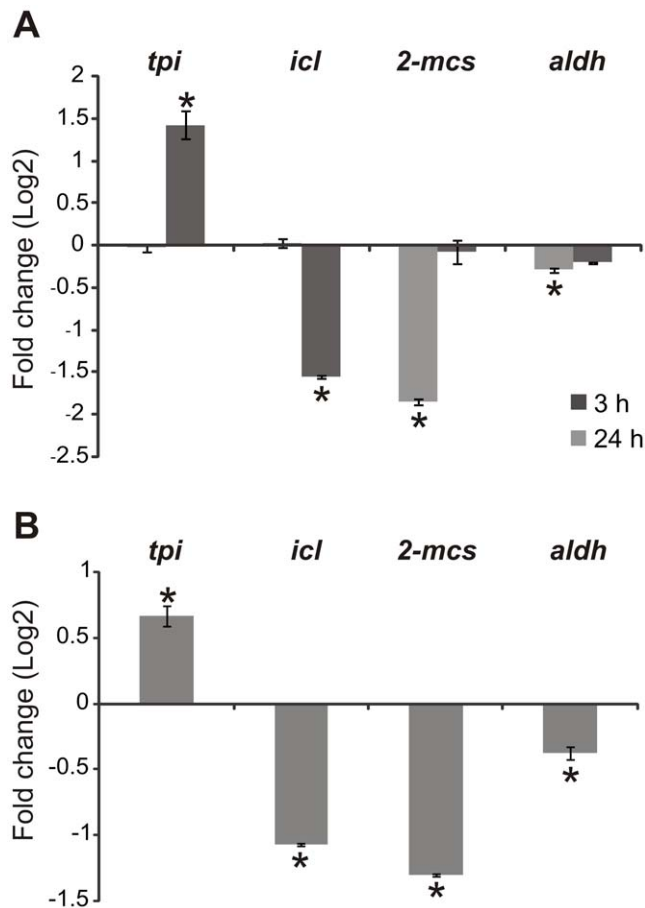 A
tpi icl 2-mcs aldh
2
1.5
1
0.5
0
-0.5
-1
-1.5
-2
-2.5
Fold change (Log2)
* * * *
3 h
24 h
B
tpi icl 2-mcs aldh
1
0.5
0
-0.5
-1
-1.5
Fold change (Log2)
* * * *